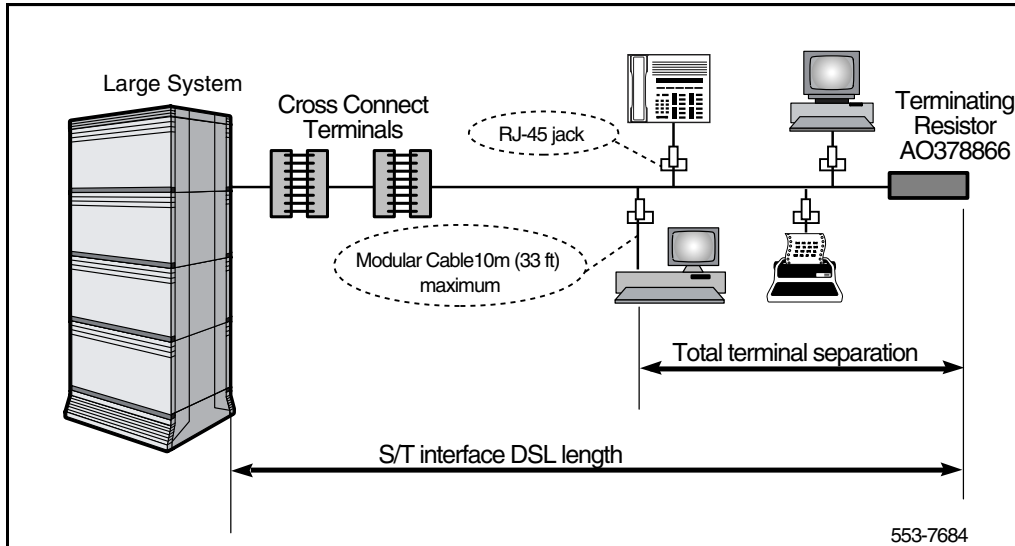 Large System
Cross Connect
Terminals
RJ-45 jack
Terminating
Resistor
AO378866
Modular Cable10m (33 ft)
maximum
Total terminal separation
S/T interface DSL length
553-7684